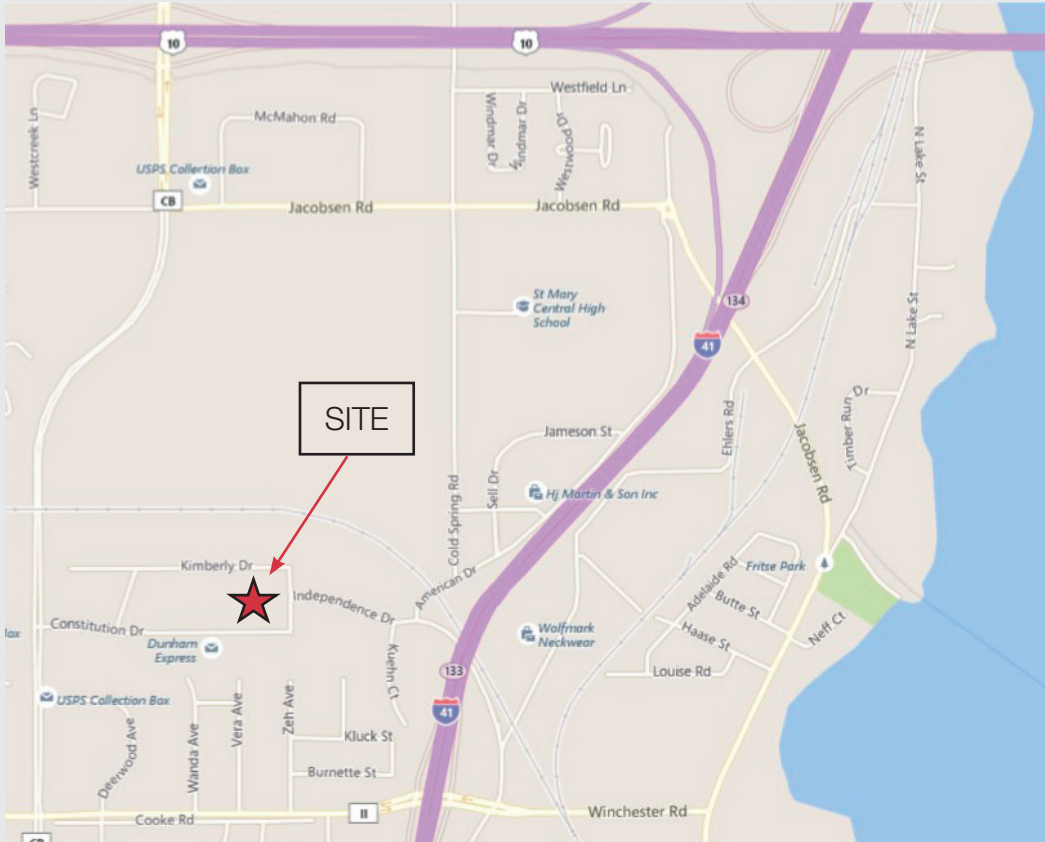 10
10
Westfield Ln
McMahon Rd
Westcreek Ln
Windmar Dr
Windmar Dr
Westwood Dr
N Lake St
USPS Collection Box
CB
Jacobsen Rd
Jacobsen Rd
St Mary
Central High
School
134
41
N Lake St
SITE
Jameson St
Ehlers Rd
Jacobsen Rd
Timber Run Dr
Cold Spring Rd
Sell Dr
Hj Martin & Son Inc
Kimberly Dr
American Dr
Independence Dr
Adelaide Rd
Fritse Park
Butte St
Constitution Dr
Dunham
Express
Wolfmark
Neckwear
Haase St
Neff Ct
Kuehn Ct
133
Louise Rd
USPS Collection Box
41
Deerwood Ave
Wanda Ave
Vera Ave
Zeh Ave
Kluck St
Burnette St
II
Winchester Rd
Cooke Rd